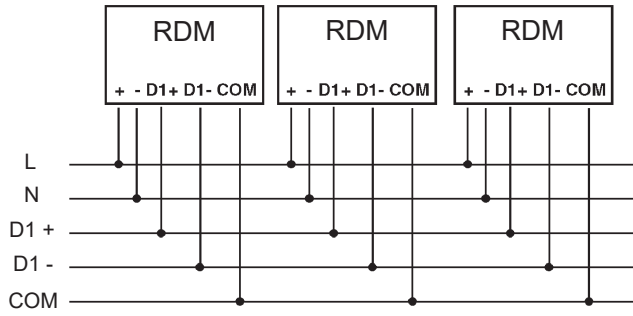 RDM RDM RDM
+ - D1+ D1- COM + - D1+ D1- COM + - D1+ D1- COM
L
N
D1 +
D1 -
COM